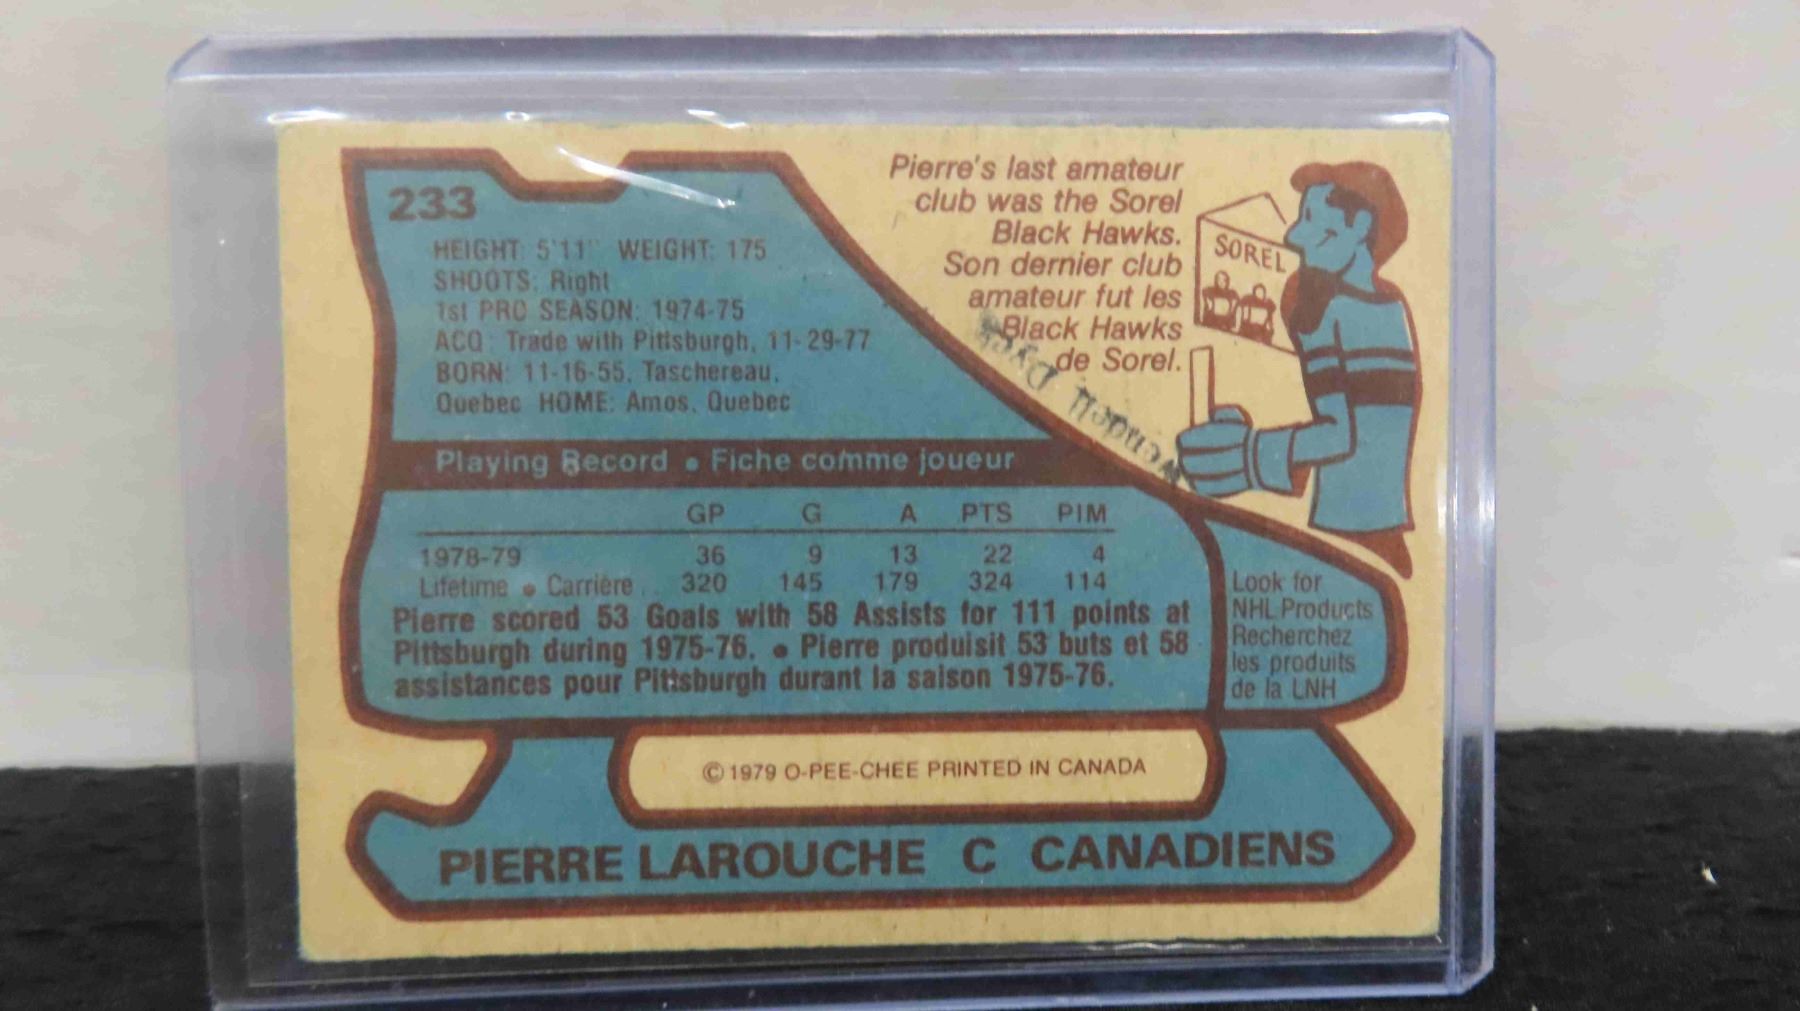 233
HEIGHT: 5'11" WEIGHT: 175
SHOOTS: Right
1st PRO SEASON: 1974-75
ACQ: Trade with Pittsburgh, 11-29-77
BORN: 11-16-55, Taschereau,
Quebec HOME: Amos, Quebec
Pierre's last amateur
club was the Sorel
Black Hawks.
Son dernier club
amateur fut les
Black Hawks
de Sorel.
SOREL
Playing Record • Fiche comme joueur
GP G A PTS PIM
1978-79 36 9 13 22 4
Lifetime • Carrière .. 320 145 179 324 114
Pierre scored 53 Goals with 58 Assists for 111 points at
Pittsburgh during 1975-76. • Pierre produisit 53 buts et 58
assistances pour Pittsburgh durant la saison 1975-76.
Look for
NHL Products
Recherchez
les produits
de la LNH
© 1979 O-PEE-CHEE PRINTED IN CANADA
PIERRE LAROUCHE C CANADIENS